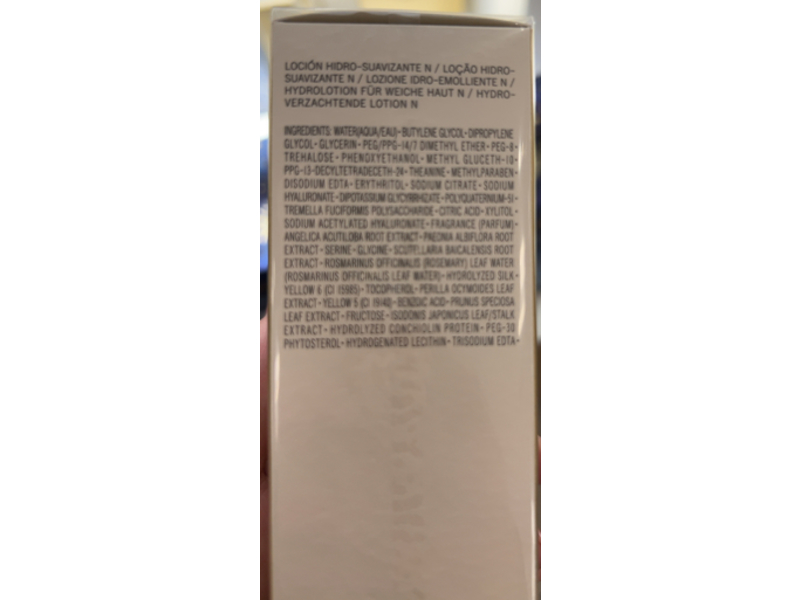 LOCIÓN HIDRO-SUAVIZANTE N / LOÇÃO HIDRO-
SUAVIZANTE N / LOZIONE IDRO-EMOLLIENTE N /
HYDROLOTION FÜR WEICHE HAUT N / HYDRO-
VERZACHTENDE LOTION N
INGREDIENTS: WATER(AQUA/EAU)·BUTYLENE GLYCOL·DIPROPYLENE
GLYCOL·GLYCERIN·PEG/PPG-14/7 DIMETHYL ETHER·PEG-8·
TREHALOSE·PHENOXYETHANOL·METHYL GLUCETH-10·
PPG-13-DECYLTETRADECETH-24·THEANINE·METHYLPARABEN·
DISODIUM EDTA·ERYTHRITOL·SODIUM CITRATE·SODIUM
HYALURONATE·DIPOTASSIUM GLYCYRRHIZATE·POLYQUATERNIUM-51·
TREMELLA FUCIFORMIS POLYSACCHARIDE·CITRIC ACID·XYLITOL·
SODIUM ACETYLATED HYALURONATE·FRAGRANCE (PARFUM)·
ANGELICA ACUTILOBA ROOT EXTRACT·PAEONIA ALBIFLORA ROOT
EXTRACT·SERINE·GLYCINE·SCUTELLARIA BAICALENSIS ROOT
EXTRACT·ROSMARINUS OFFICINALIS (ROSEMARY) LEAF WATER
(ROSMARINUS OFFICINALIS LEAF WATER)·HYDROLYZED SILK·
YELLOW 6 (CI 15985)·TOCOPHEROL·PERILLA OCYMOIDES LEAF
EXTRACT·YELLOW 5 (CI 19140)·BENZOIC ACID·PRUNUS SPECIOSA
LEAF EXTRACT·FRUCTOSE·ISODONIS JAPONICUS LEAF/STALK
EXTRACT·HYDROLYZED CONCHIOLIN PROTEIN·PEG-30
PHYTOSTEROL·HYDROGENATED LECITHIN·TRISODIUM EDTA·